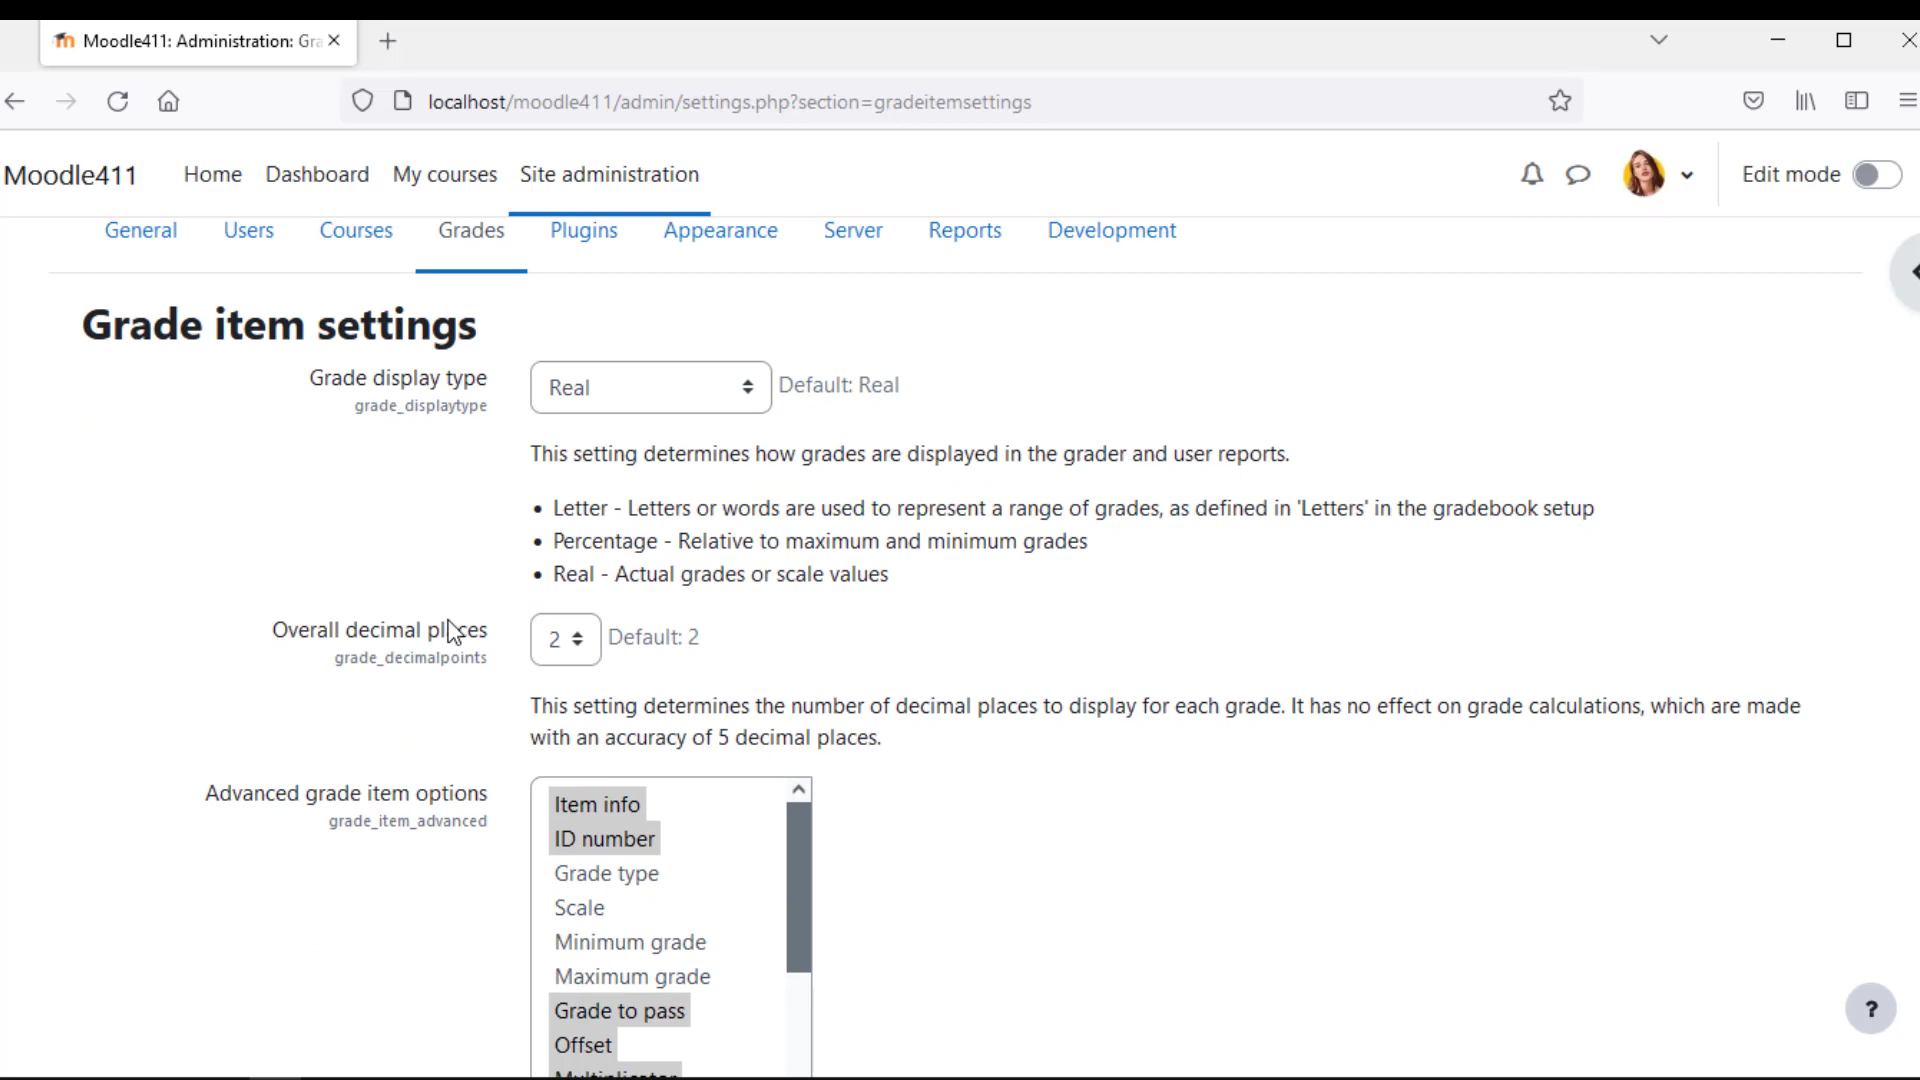 Moodle411: Administration: Gra
localhost/moodle411/admin/settings.php?section=gradeitemsettings
Moodle411 Home Dashboard My courses Site administration Edit mode
General Users Courses Grades Plugins Appearance Server Reports Development
Grade item settings
Grade display type
grade_displaytype
Real Default: Real
This setting determines how grades are displayed in the grader and user reports.
• Letter - Letters or words are used to represent a range of grades, as defined in 'Letters' in the gradebook setup
• Percentage - Relative to maximum and minimum grades
• Real - Actual grades or scale values
Overall decimal places
grade_decimalpoints
2 Default: 2
This setting determines the number of decimal places to display for each grade. It has no effect on grade calculations, which are made
with an accuracy of 5 decimal places.
Advanced grade item options
grade_item_advanced
Item info
ID number
Grade type
Scale
Minimum grade
Maximum grade
Grade to pass
Offset
Multiplicator
?